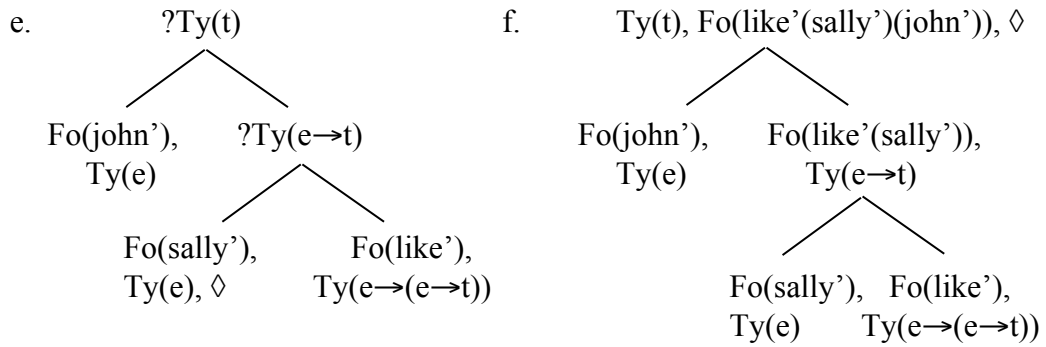 e. ?Ty(t) f. Ty(t), Fo(like’(sally’)(john’)), ◊
Fo(john’), ?Ty(e→t) Fo(john’), Fo(like’(sally’)),
Ty(e) Ty(e) Ty(e→t)
Fo(sally’), Fo(like’),
Ty(e), ◊ Ty(e→(e→t))
Fo(sally’), Fo(like’),
Ty(e) Ty(e→(e→t))